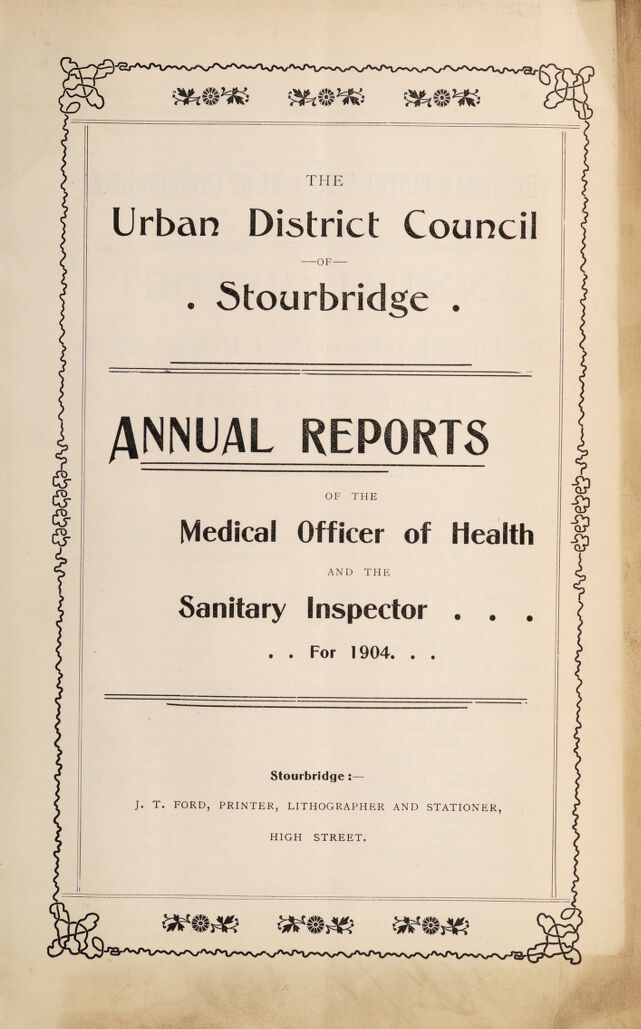 THE
Urban District Council
—OF—
. Stourbridge .
ANNUAL REPORTS
OF THE
Medical Officer of Health
AND THE
Sanitary Inspector . . .
. . For 1904. . .
Stourbridge :—
J. T. FORD, PRINTER, LITHOGRAPHER AND STATIONER,
HIGH STREET.